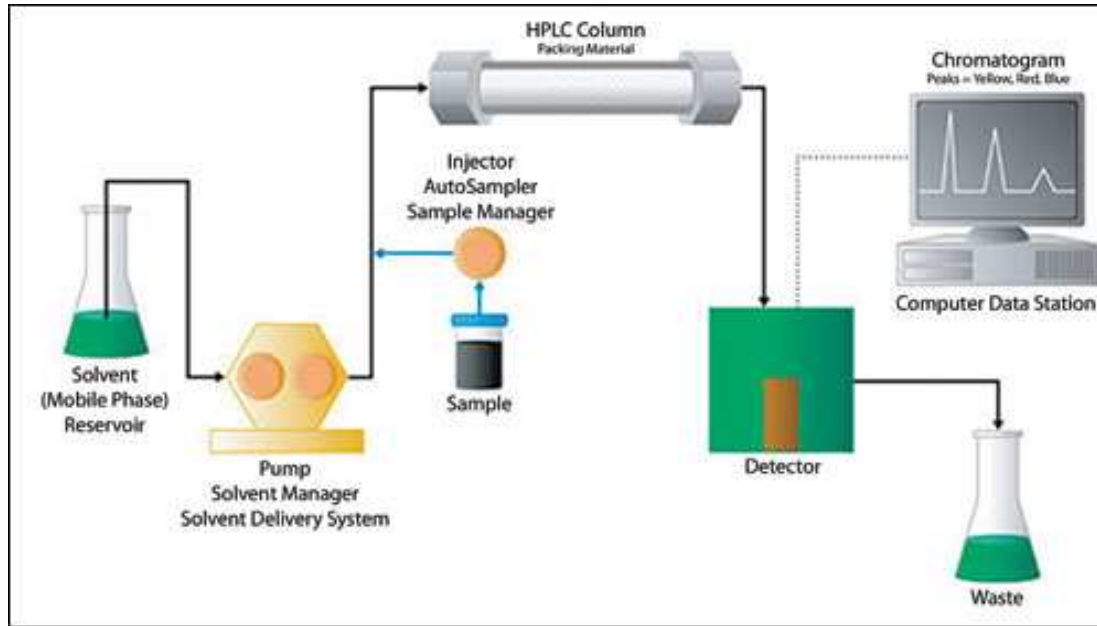 HPLC Column
Packing Material
Chromatogram
Peaks = Yellow, Red, Blue
Injector
AutoSampler
Sample Manager
Solvent
(Mobile Phase)
Reservoir
Sample
Computer Data Station
Pump
Solvent Manager
Solvent Delivery System
Detector
Waste